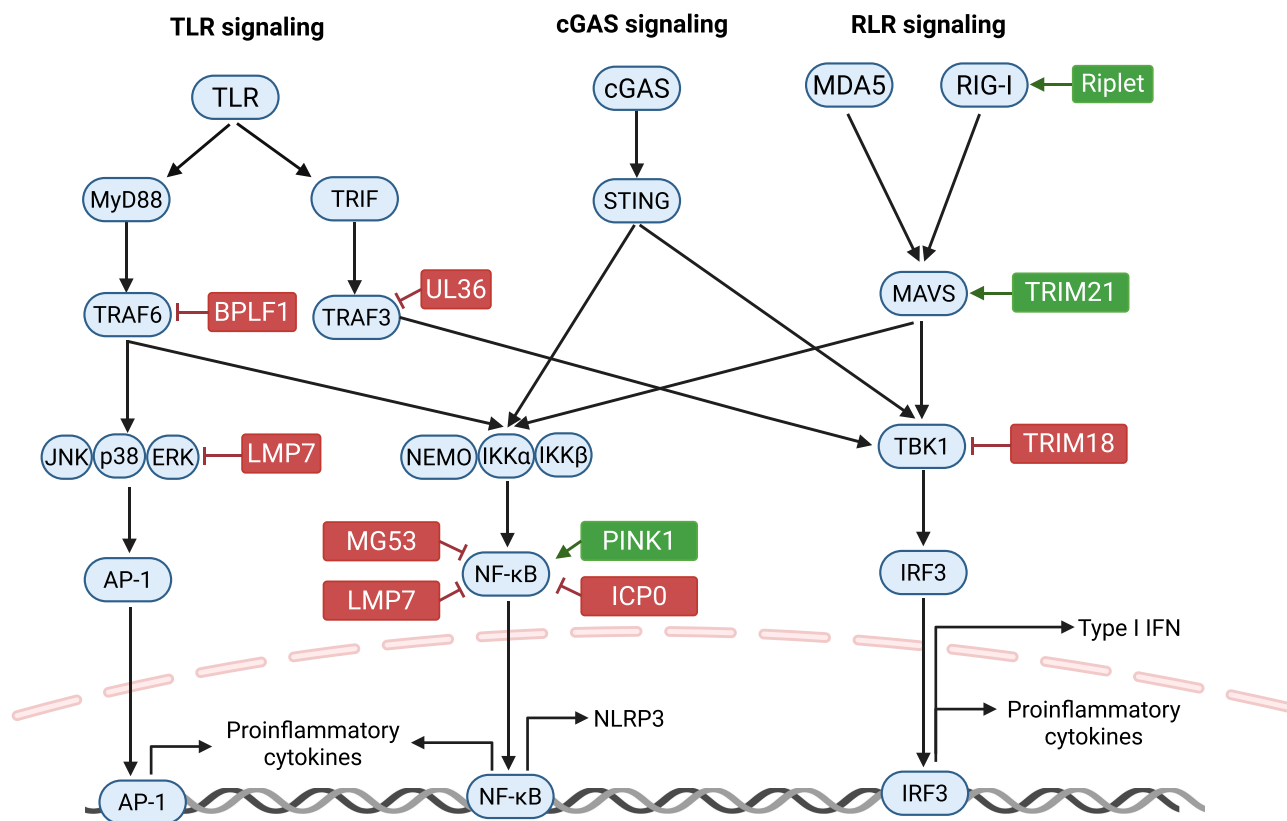 TLR signaling
cGAS signaling
RLR signaling
TLR
cGAS
MDA5
RIG-I
Riplet
MyD88
TRIF
STING
TRAF6
BPLF1
UL36
TRAF3
MAVS
TRIM21
JNK
p38
ERK
LMP7
NEMO
IKKα
IKKβ
TBK1
TRIM18
MG53
PINK1
AP-1
NF-κB
IRF3
LMP7
ICP0
Type I IFN
Proinflammatory
cytokines
NLRP3
Proinflammatory
cytokines
AP-1
NF-κB
IRF3